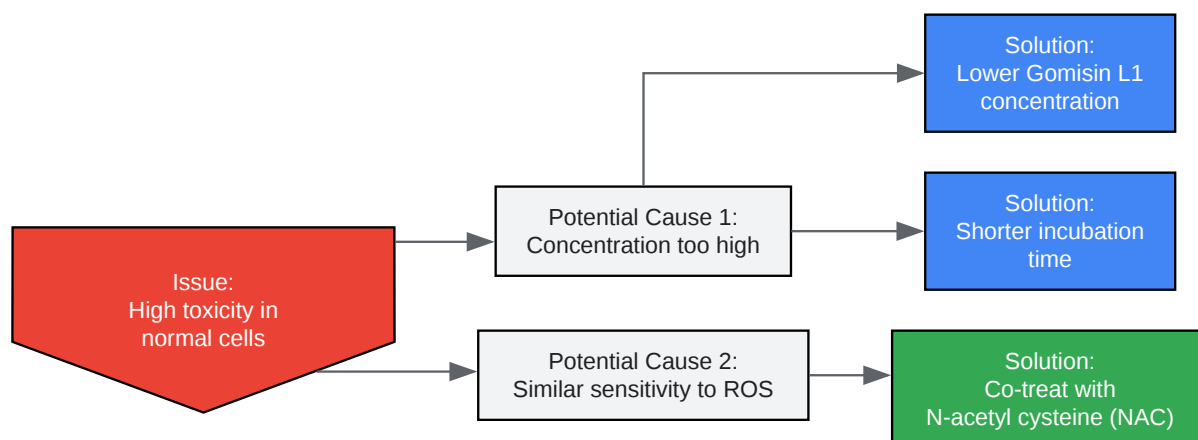 Solution:
Lower Gomisin L1
concentration
Potential Cause 1:
Concentration too high
Solution:
Shorter incubation
time
Issue:
High toxicity in
normal cells
Potential Cause 2:
Similar sensitivity to ROS
Solution:
Co-treat with
N-acetyl cysteine (NAC)